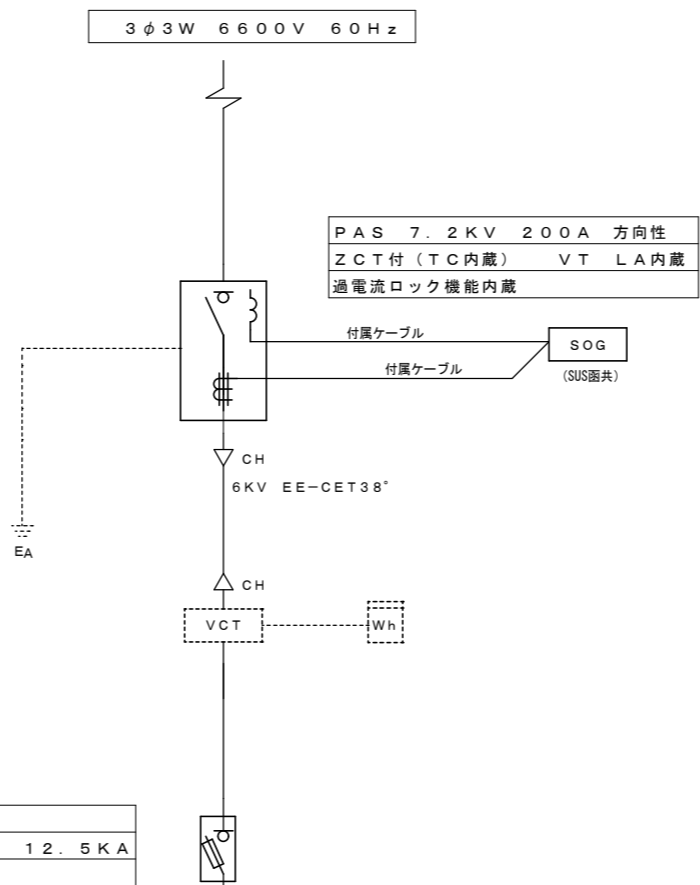 3φ3W 6600V 60Hz
PAS 7.2KV 200A 方向性
ZCT付(TC内蔵) VT LA内蔵
過電流ロック機能内蔵
付属ケーブル
SOG
付属ケーブル
(SUS函共)
CH
6KV EE-CET38°
EA
CH
VCT
Wh
12.5KA